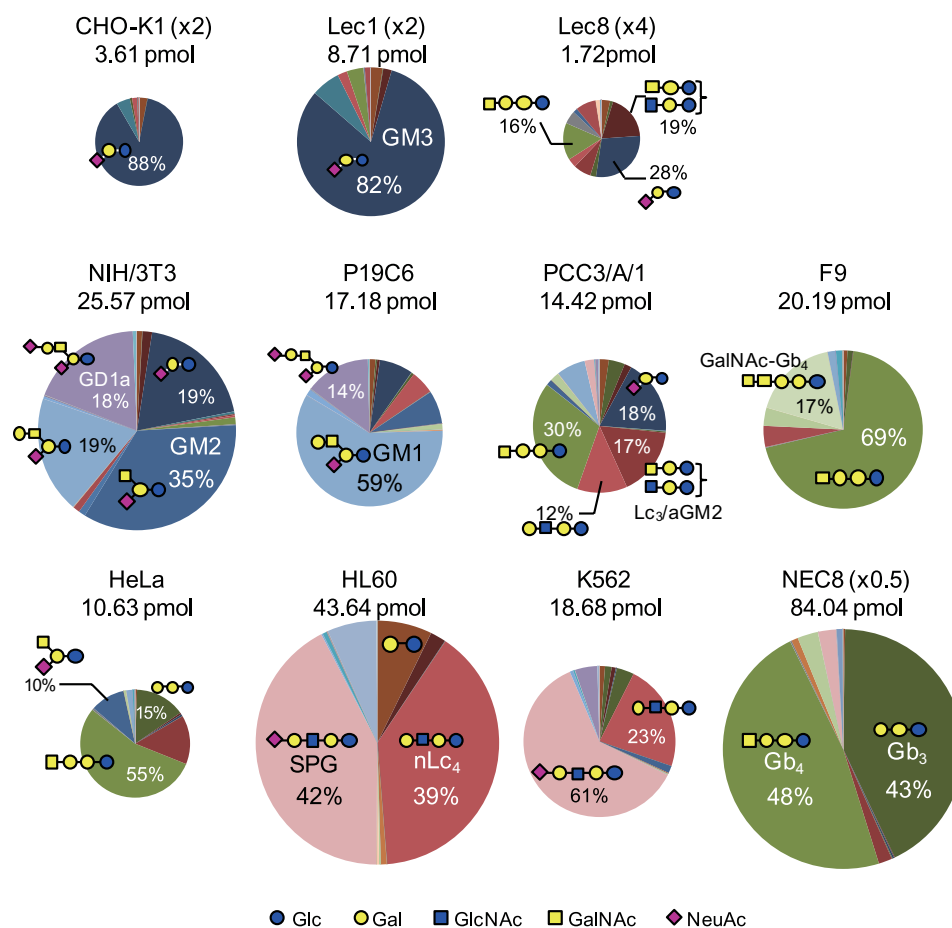 CHO-K1 (x2)
3.61 pmol
88%
Lec1 (x2)
8.71 pmol
GM3
82%
Lec8 (x4)
1.72pmol
16%
19%
28%
NIH/3T3
25.57 pmol
GD1a
18%
19%
19%
GM2
35%
P19C6
17.18 pmol
14%
GM1
59%
PCC3/A/1
14.42 pmol
18%
30%
17%
12%
Lc3/aGM2
F9
20.19 pmol
GalNAc-Gb4
17%
69%
HeLa
10.63 pmol
10%
15%
55%
HL60
43.64 pmol
SPG
42%
nLc4
39%
K562
18.68 pmol
23%
61%
NEC8 (x0.5)
84.04 pmol
Gb4
48%
Gb3
43%
Glc Gal GlcNAc GalNAc NeuAc